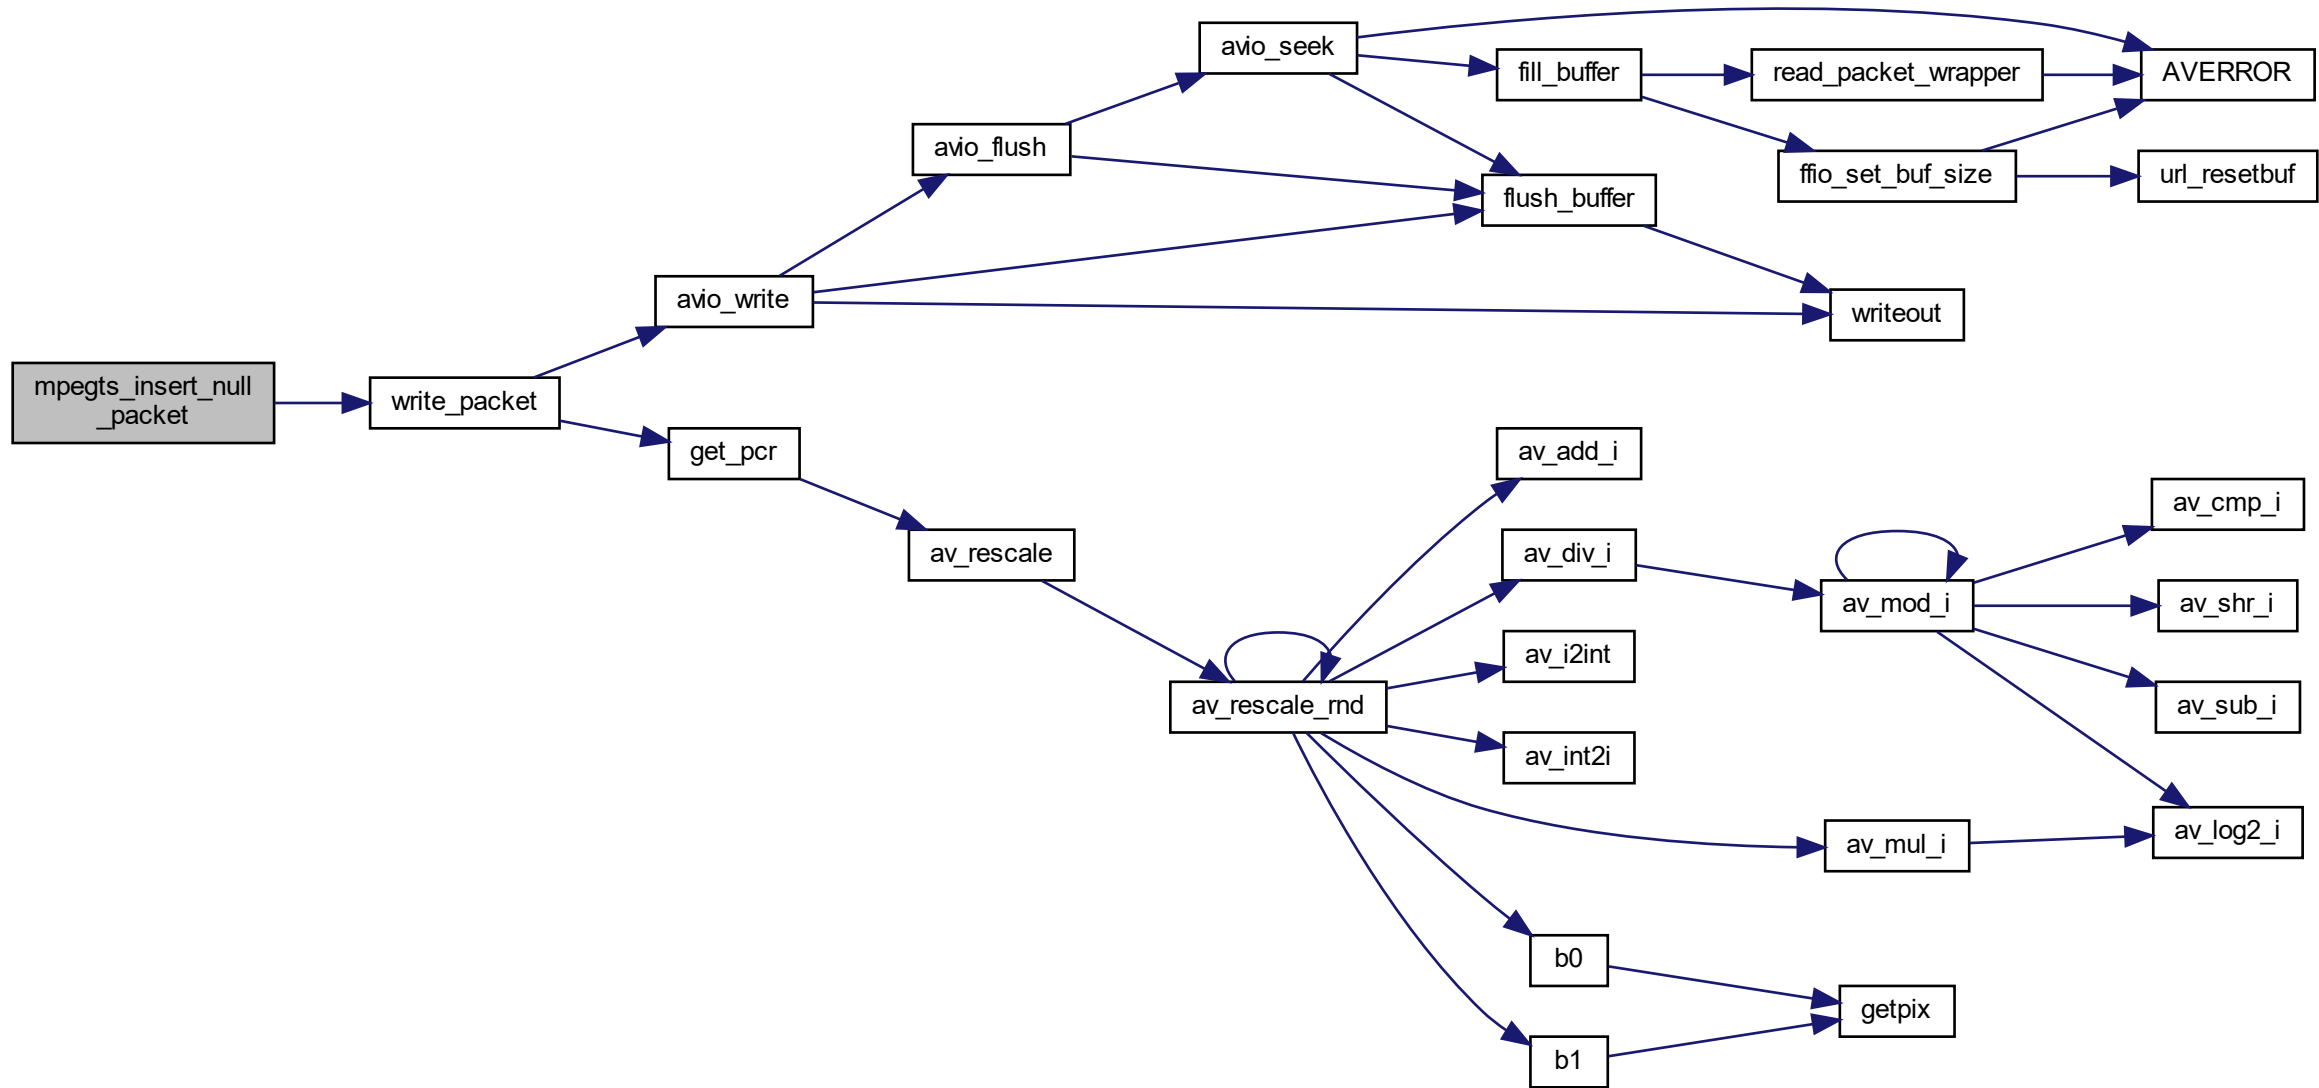 avio_seek
fill_buffer
read_packet_wrapper
AVERROR
avio_flush
ffio_set_buf_size
url_resetbuf
flush_buffer
avio_write
writeout
mpegts_insert_null
_packet
write_packet
get_pcr
av_add_i
av_cmp_i
av_rescale
av_div_i
av_mod_i
av_shr_i
av_i2int
av_rescale_rnd
av_sub_i
av_int2i
av_mul_i
av_log2_i
b0
getpix
b1